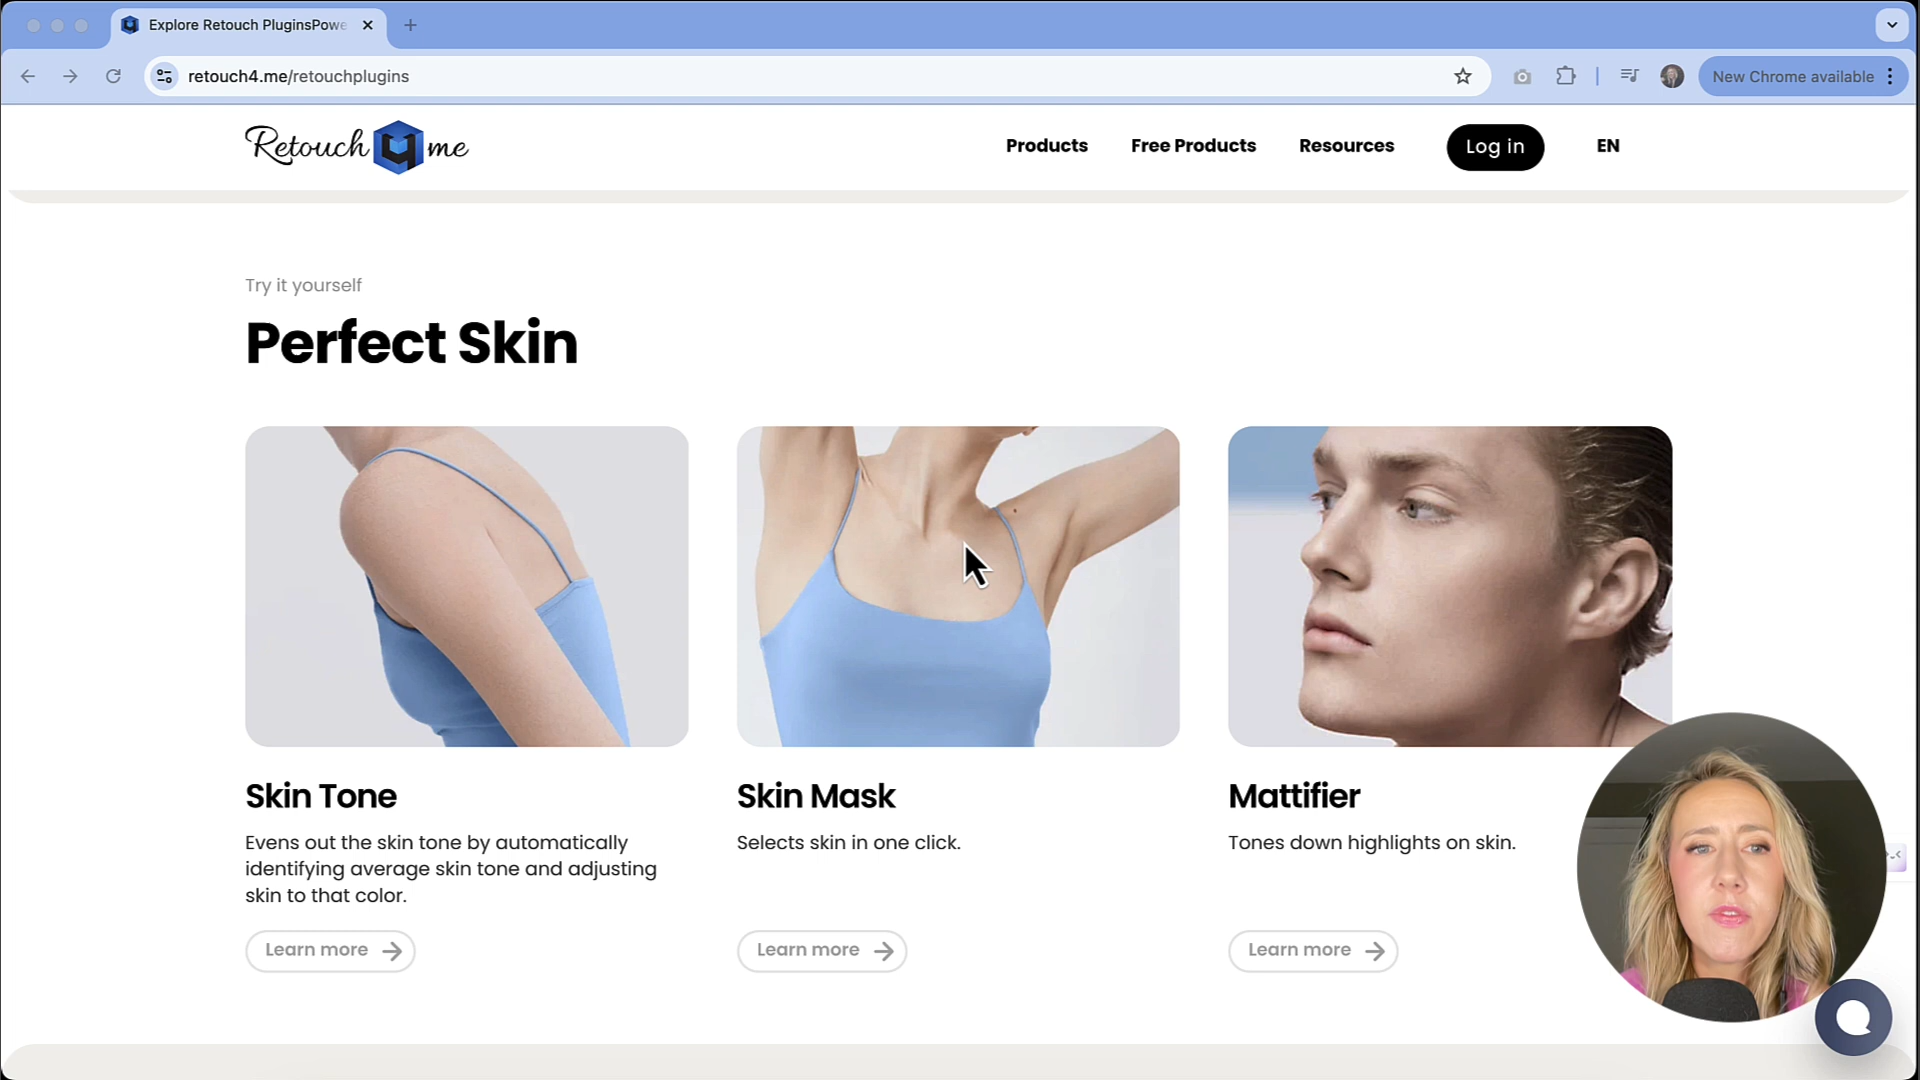 Explore Retouch PluginsPowe
retouch4.me/retouchplugins
New Chrome available
Retouch 4 me
Products
Free Products
Resources
Log in
EN
Try it yourself
Perfect Skin
Skin Tone
Evens out the skin tone by automatically
identifying average skin tone and adjusting
skin to that color.
Learn more
Skin Mask
Selects skin in one click.
Learn more
Mattifier
Tones down highlights on skin.
Learn more